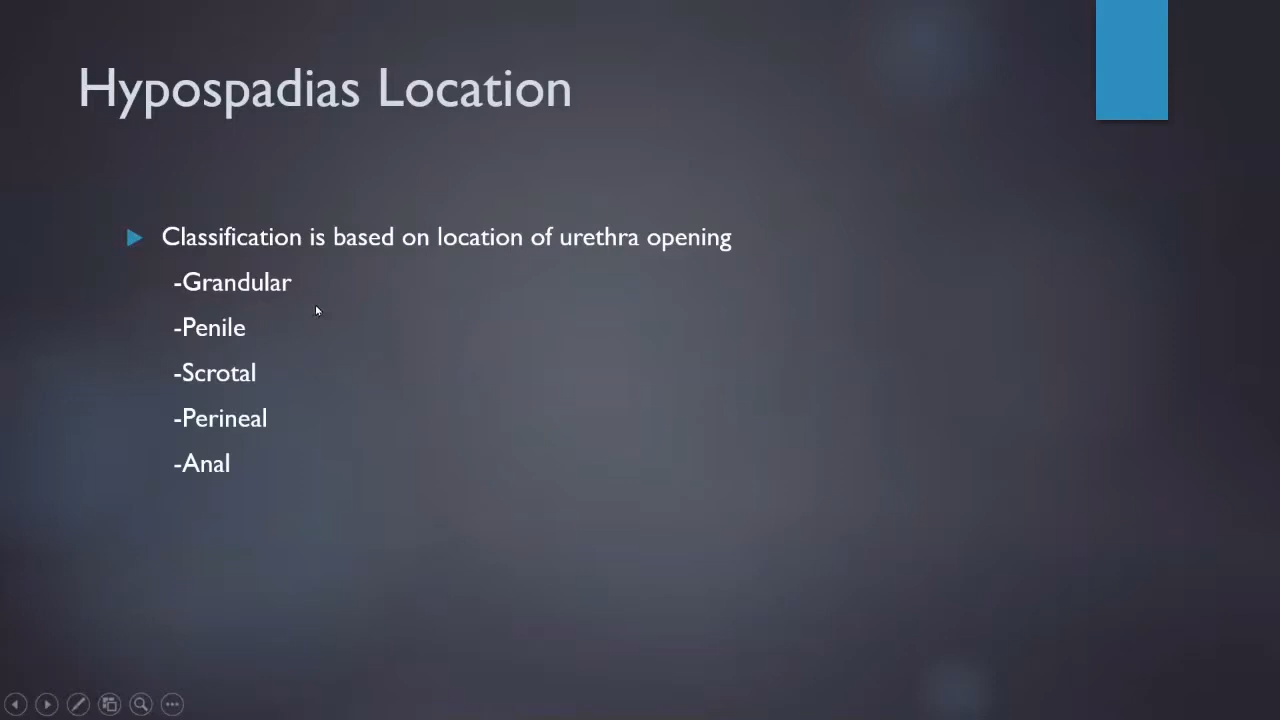 Hypospadias Location
Classification is based on location of urethra opening
-Grandular
-Penile
-Scrotal
-Perineal
-Anal